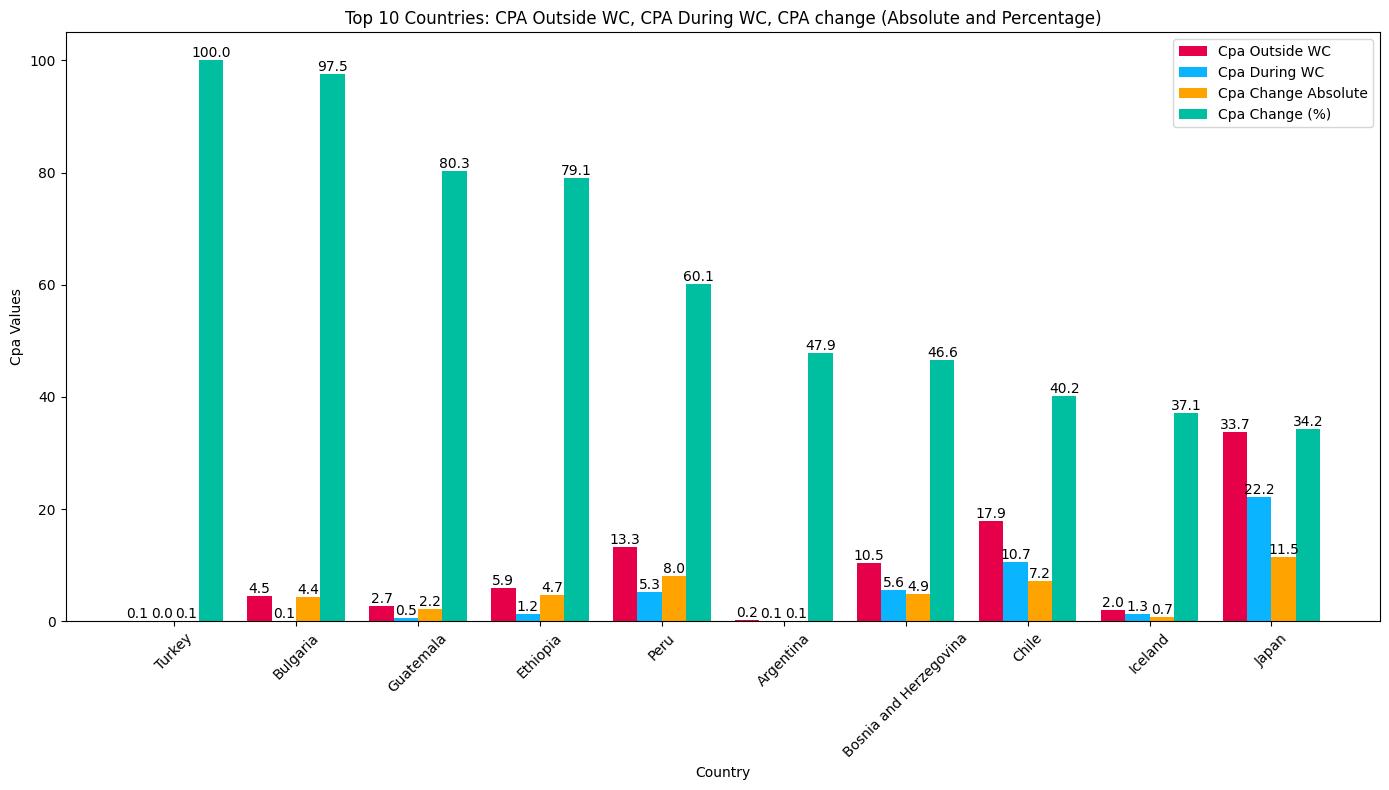 Top 10 Countries: CPA Outside WC, CPA During WC, CPA change (Absolute and Percentage)
Cpa Outside WC
Cpa During WC
Cpa Change Absolute
Cpa Change (%)
Cpa Values
100
80
60
40
20
0
0.1 0.0 0.1 100.0
4.5 0.1 4.4 97.5
2.7 0.5 2.2 80.3
5.9 1.2 4.7 79.1
13.3 5.3 8.0 60.1
0.2 0.1 0.1 47.9
10.5 5.6 4.9 46.6
17.9 10.7 7.2 40.2
2.0 1.3 0.7 37.1
33.7 22.2 11.5 34.2
Turkey
Bulgaria
Guatemala
Ethiopia
Peru
Argentina
Bosnia and Herzegovina
Chile
Iceland
Japan
Country